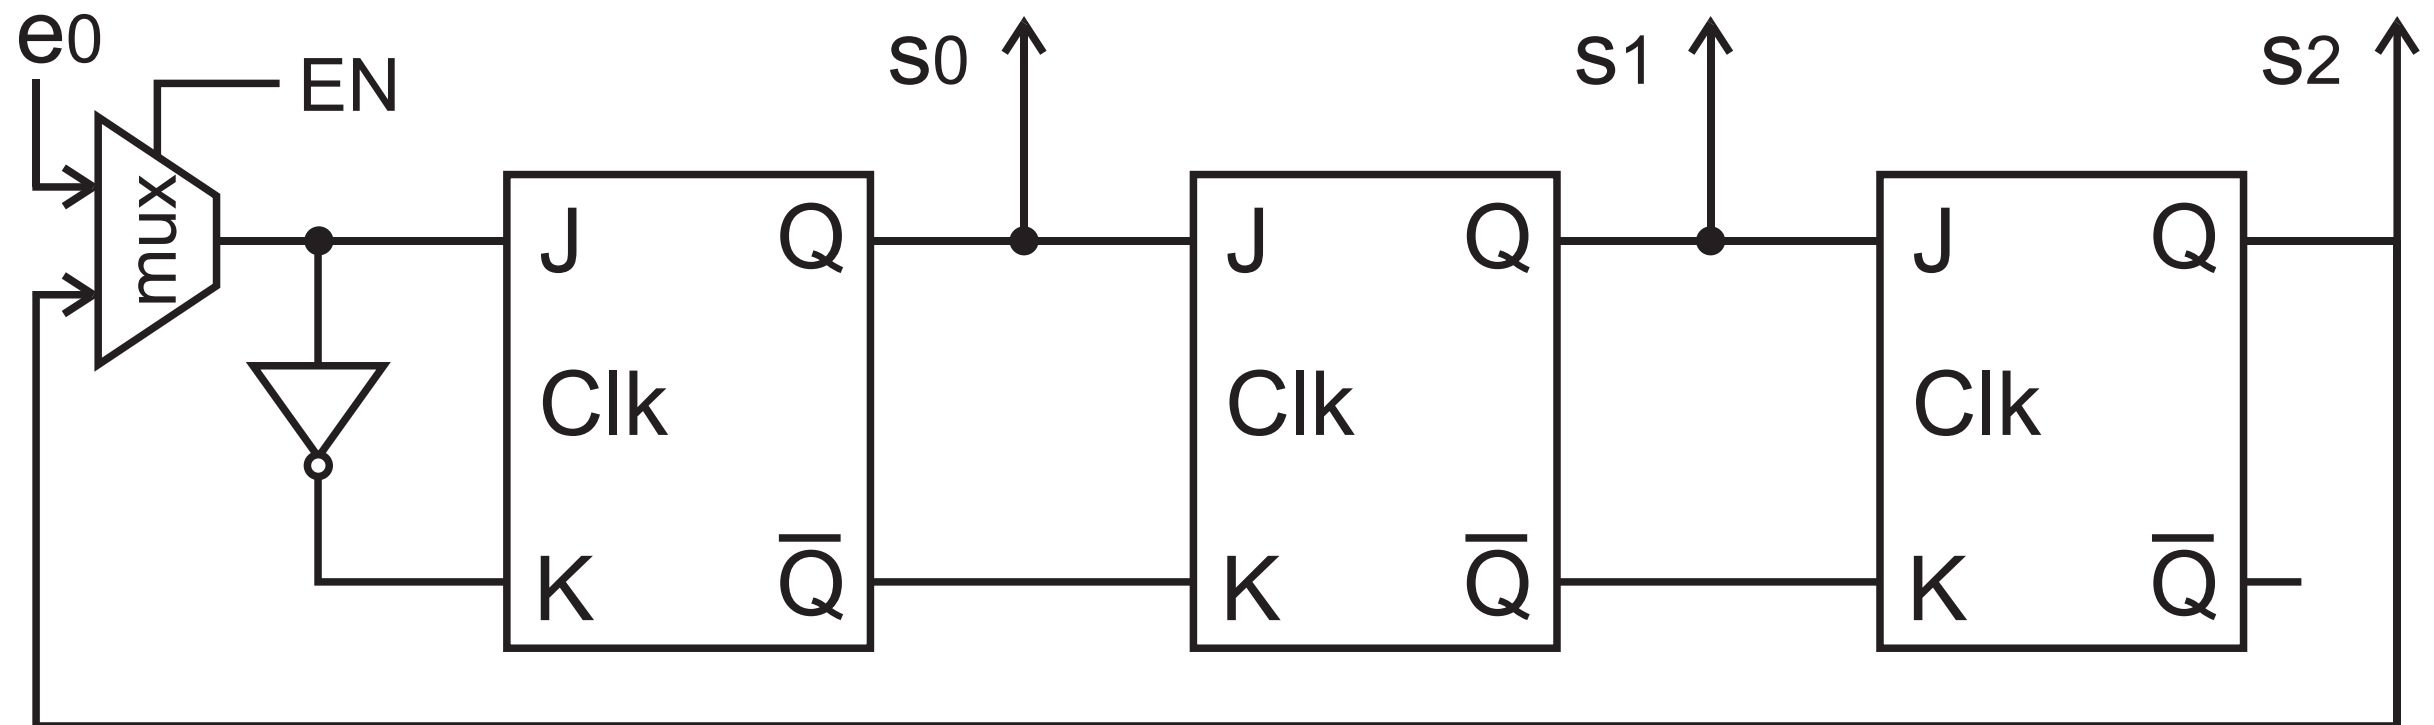 e0
EN
s0
s1
s2
mux
J Q
J Q
J Q
Clk
Clk
Clk
K Q̅
K Q̅
K Q̅